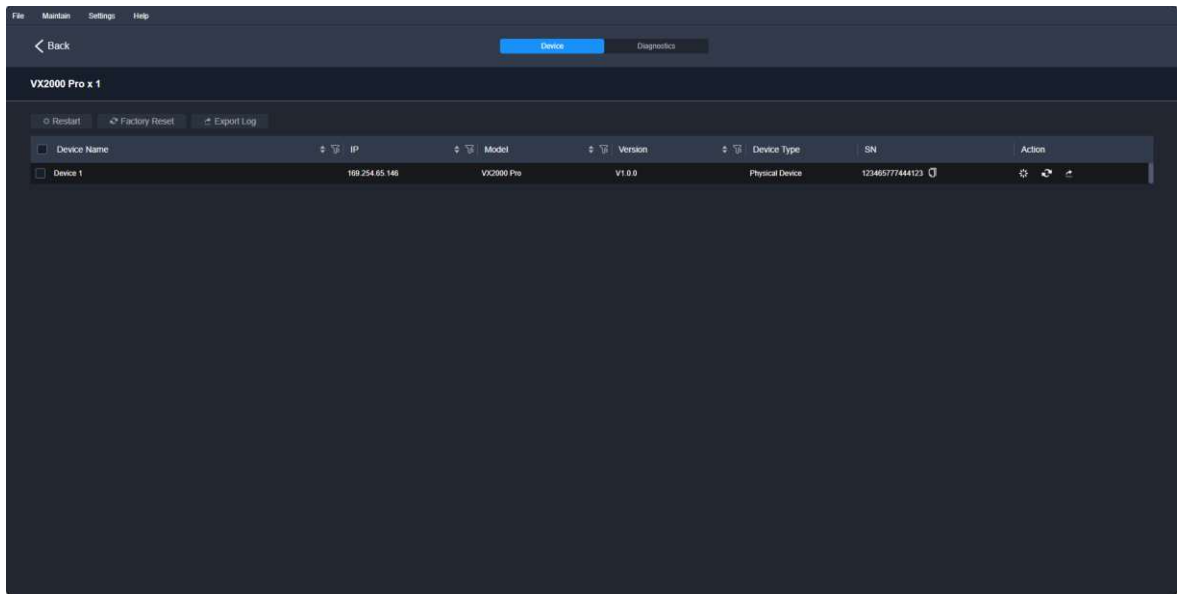 File Maintain Settings Help
Back Device Diagnostics
VX2000 Pro x 1
Restart Factory Reset Export Log
Device Name IP Model Version Device Type SN Action
Device 1 169.254.65.146 VX2000 Pro V1.0.0 Physical Device 123465777444123